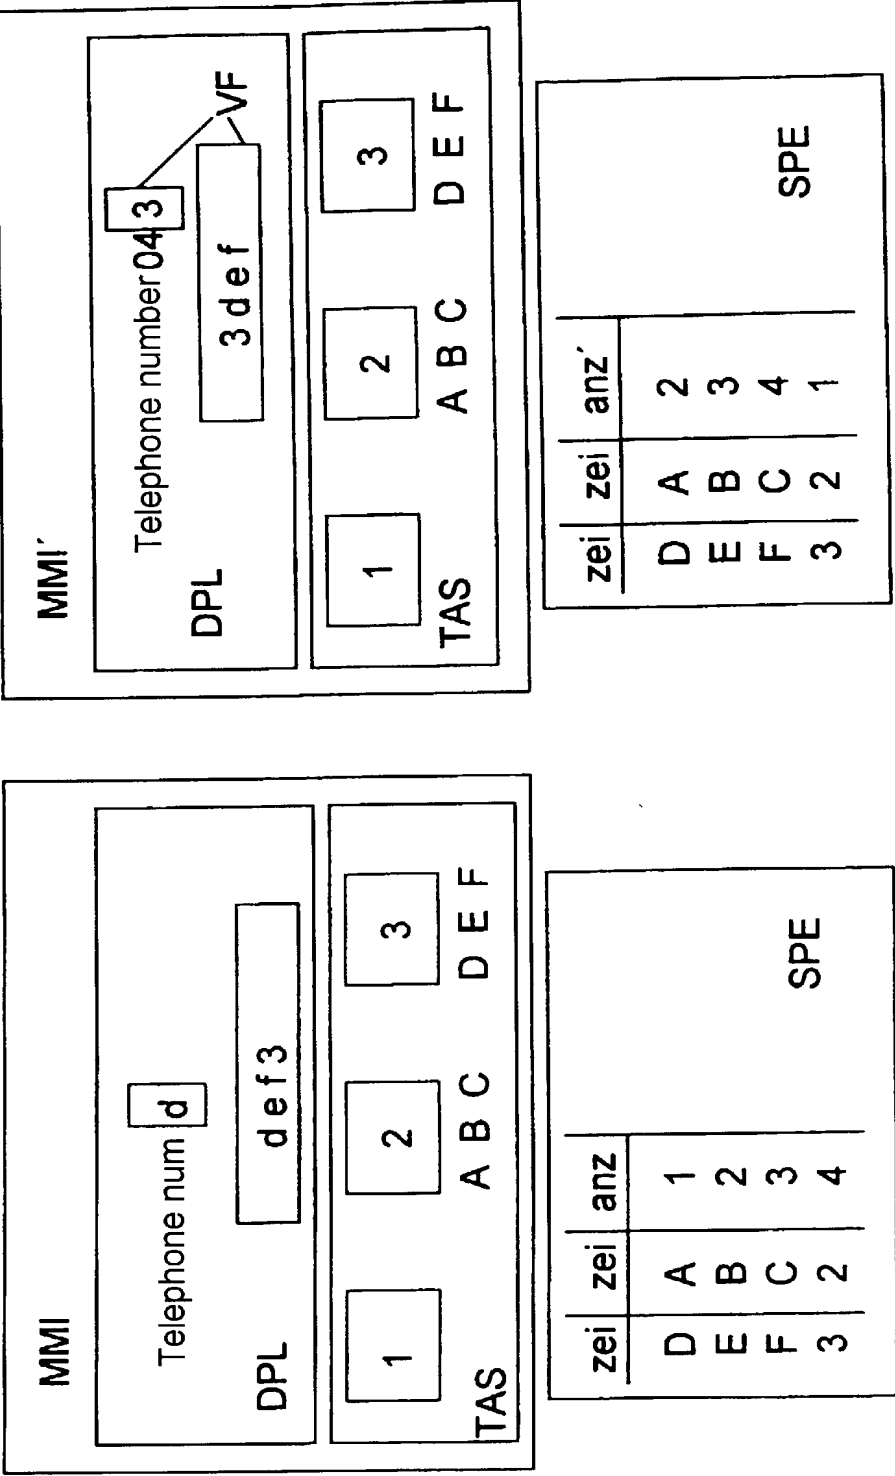 MMI
Telephone num d
d e f 3
DPL
1 2 3
TAS A B C D E F
zei zei anz
D A 1
E B 2
F C 3
3 2 4
SPE
MMI´
Telephone number 04 3
VF
3 d e f
DPL
1 2 3
TAS A B C D E F
zei zei anz´
D A 2
E B 3
F C 4
3 2 1
SPE